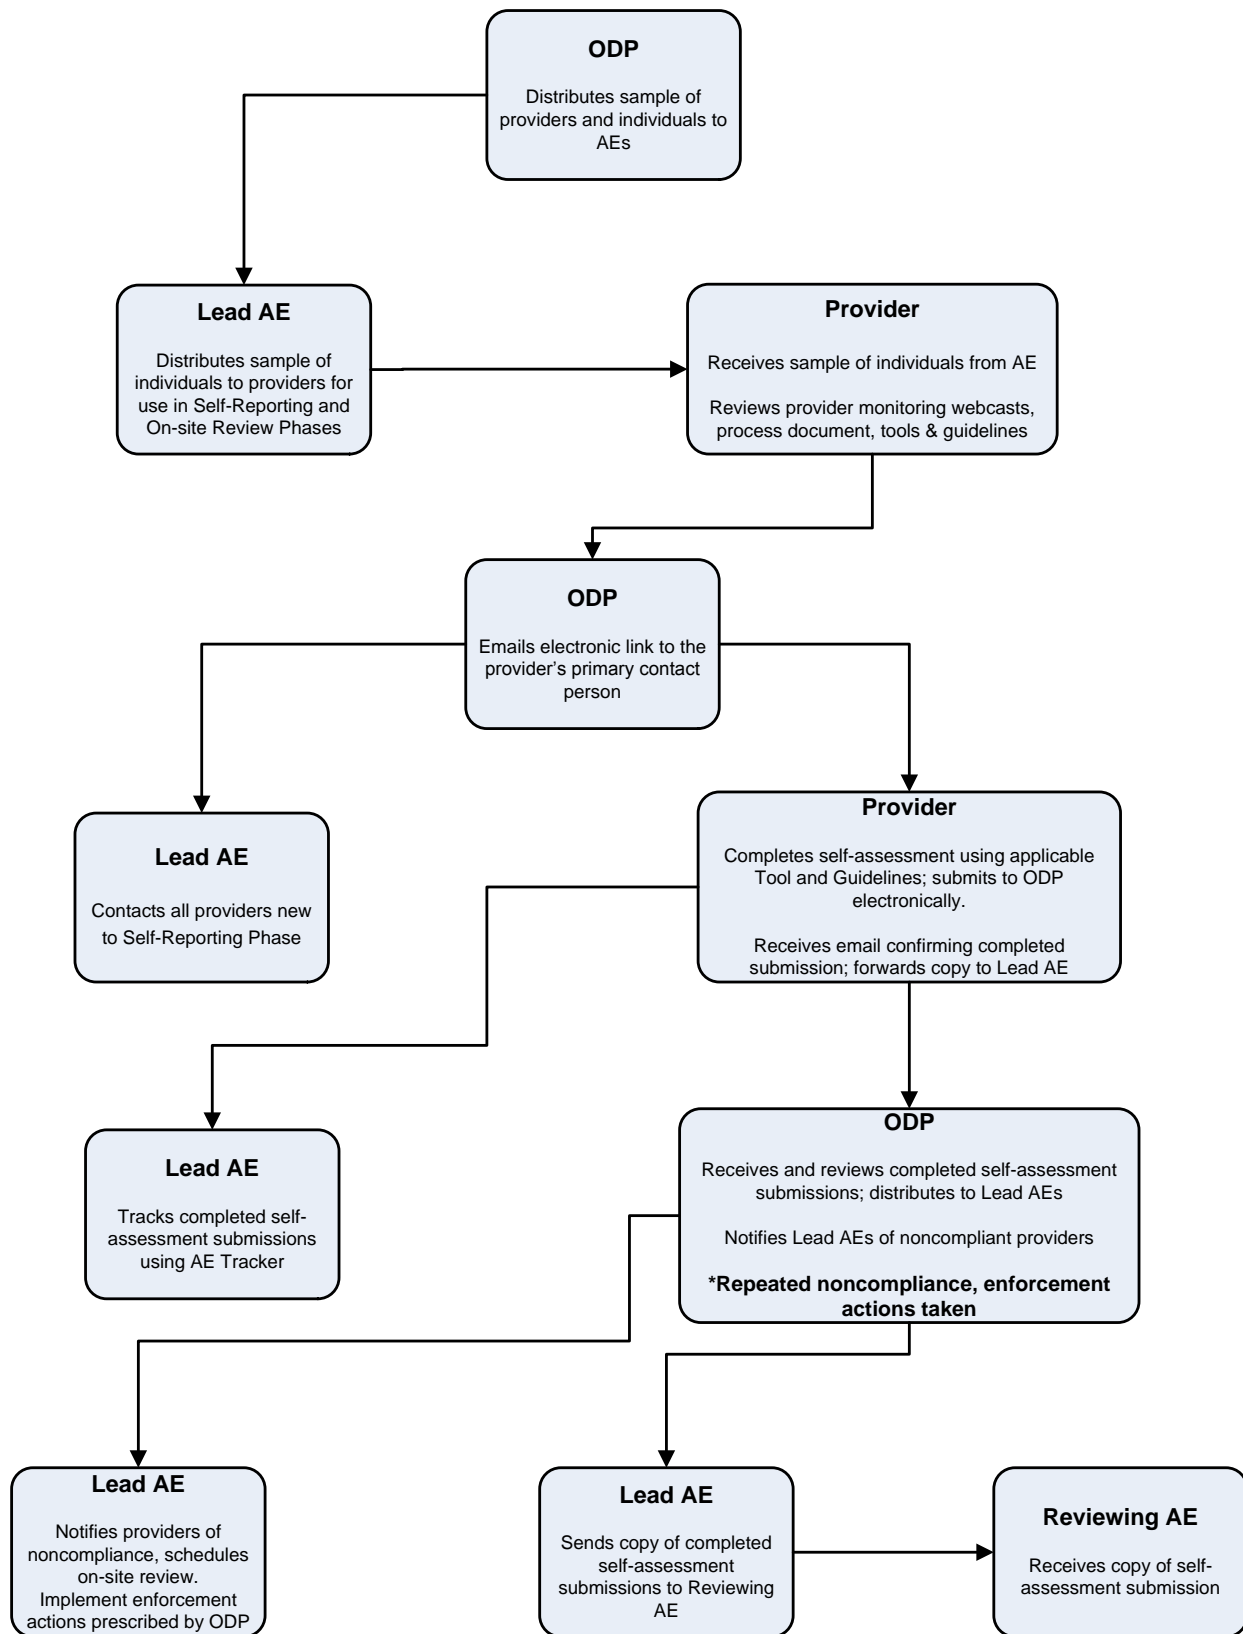 ODP
Distributes sample of
providers and individuals to
AEs
Lead AE
Distributes sample of
individuals to providers for
use in Self-Reporting and
On-site Review Phases
Provider
Receives sample of individuals from AE
Reviews provider monitoring webcasts,
process document, tools & guidelines
ODP
Emails electronic link to the
provider’s primary contact
person
Lead AE
Contacts all providers new
to Self-Reporting Phase
Provider
Completes self-assessment using applicable
Tool and Guidelines; submits to ODP
electronically.
Receives email confirming completed
submission; forwards copy to Lead AE
Lead AE
Tracks completed self-
assessment submissions
using AE Tracker
ODP
Receives and reviews completed self-assessment
submissions; distributes to Lead AEs
Notifies Lead AEs of noncompliant providers
*Repeated noncompliance, enforcement
actions taken
Lead AE
Notifies providers of
noncompliance, schedules
on-site review.
Implement enforcement
actions prescribed by ODP
Lead AE
Sends copy of completed
self-assessment
submissions to Reviewing
AE
Reviewing AE
Receives copy of self-
assessment submission